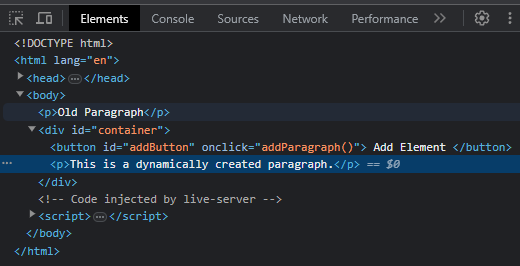 Elements Console Sources Network Performance
<!DOCTYPE html>
<html lang="en">
<head> ⋯ </head>
<body>
<p>Old Paragraph</p>
<div id="container">
<button id="addButton" onclick="addParagraph()"> Add Element </button>
<p>This is a dynamically created paragraph.</p> == $0
</div>
<!-- Code injected by live-server -->
<script> ⋯ </script>
</body>
</html>